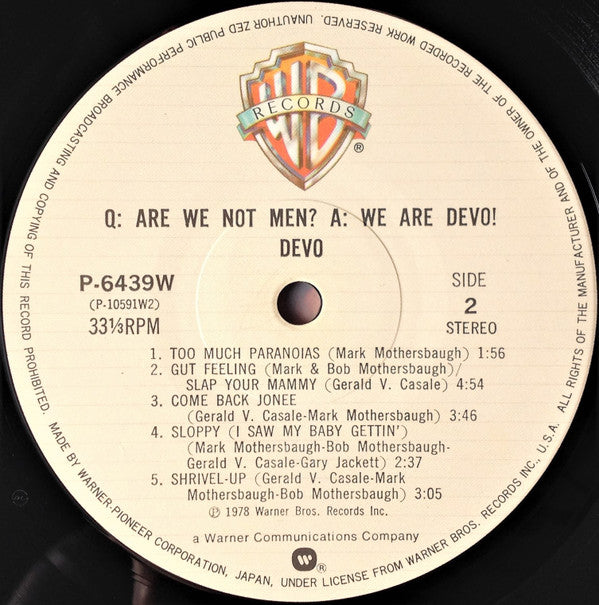 RECORDS
WB
®
Q: ARE WE NOT MEN? A: WE ARE DEVO!
DEVO
P-6439W
(P-10591W2)
33⅓RPM
SIDE
2
STEREO
1. TOO MUCH PARANOIAS (Mark Mothersbaugh) 1:56
2. GUT FEELING (Mark & Bob Mothersbaugh)/
SLAP YOUR MAMMY (Gerald V. Casale) 4:54
3. COME BACK JONEE
(Gerald V. Casale-Mark Mothersbaugh) 3:46
4. SLOPPY (I SAW MY BABY GETTIN')
(Mark Mothersbaugh-Bob Mothersbaugh-
Gerald V. Casale-Gary Jackett) 2:37
5. SHRIVEL-UP (Gerald V. Casale-Mark
Mothersbaugh-Bob Mothersbaugh) 3:05
℗ 1978 Warner Bros. Records Inc.
a Warner Communications Company
®
MADE BY WARNER-PIONEER CORPORATION, JAPAN, UNDER LICENSE FROM WARNER BROS. RECORDS INC., U.S.A. ALL RIGHTS OF THE MANUFACTURER AND OF THE OWNER OF THE RECORDED WORK RESERVED. UNAUTHORIZED PUBLIC PERFORMANCE BROADCASTING AND COPYING OF THIS RECORD PROHIBITED.